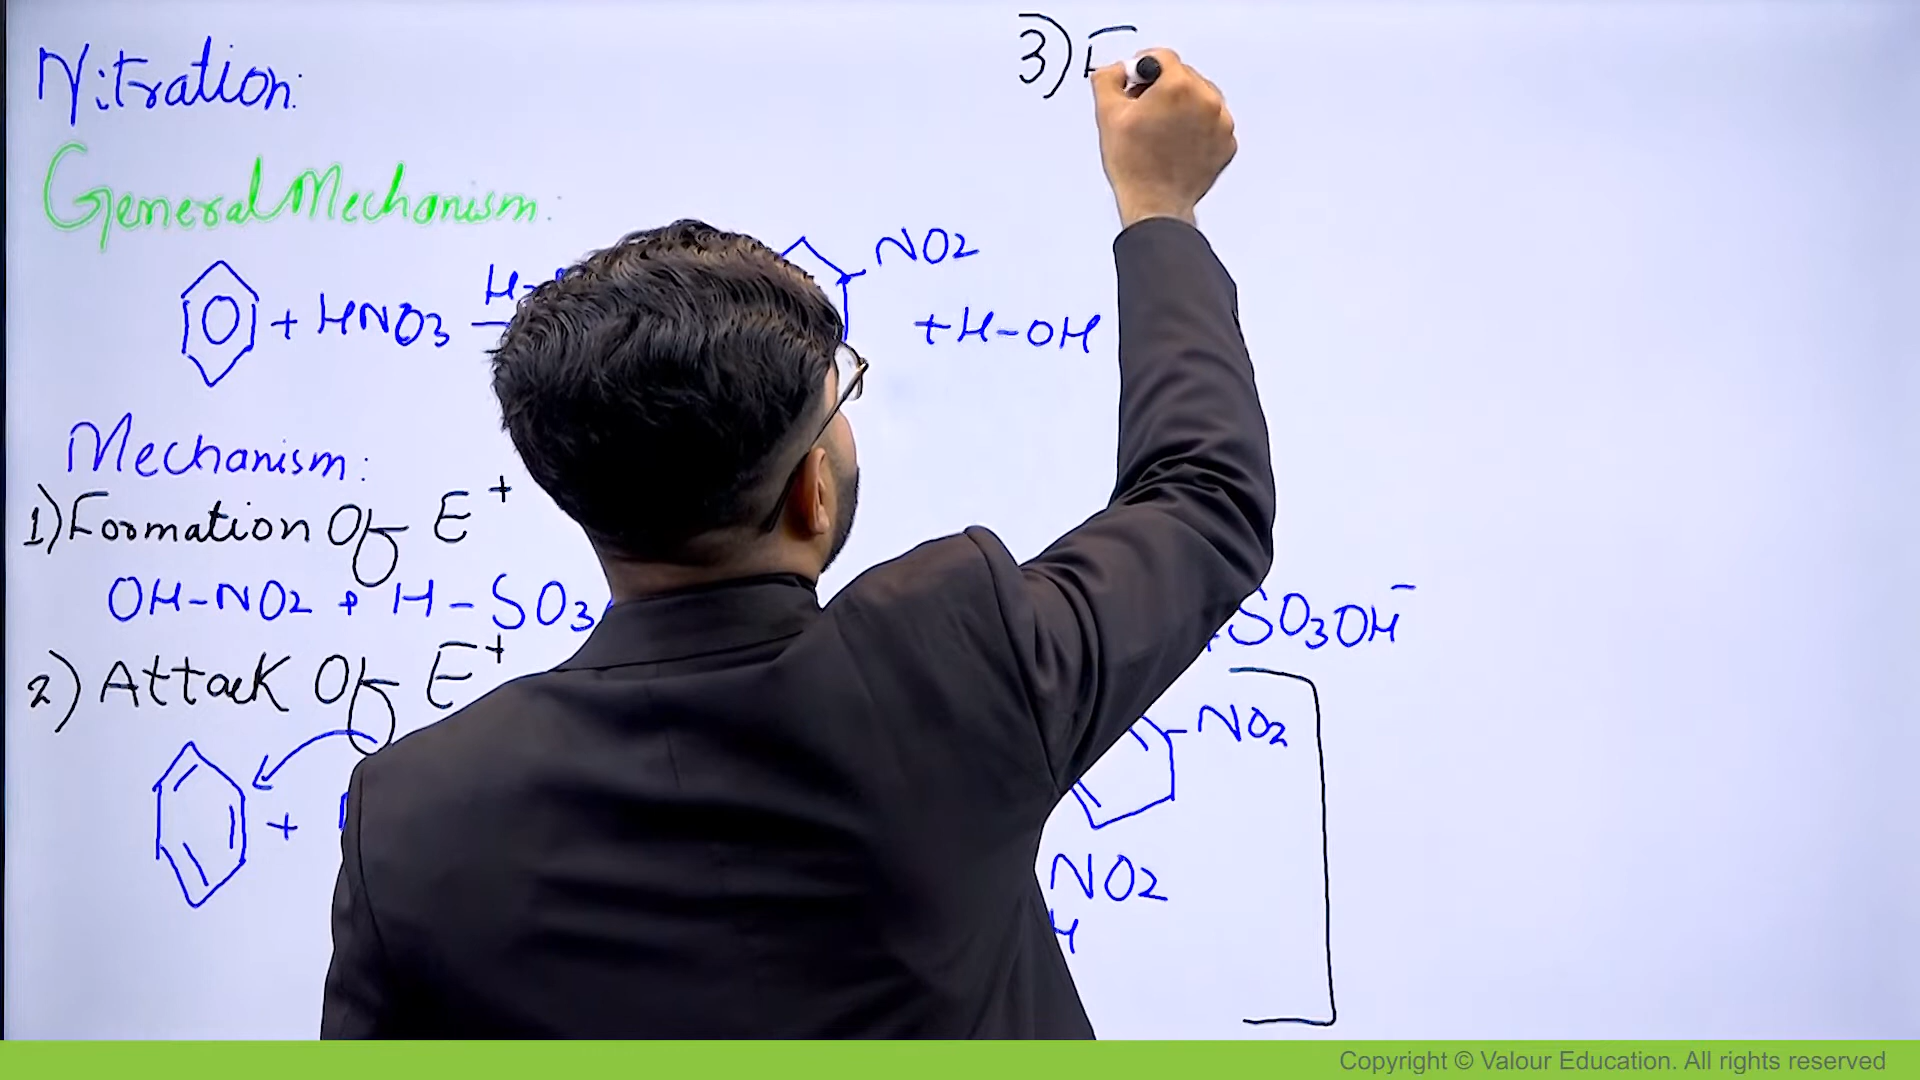 Nitration:
General Mechanism:
+ HNO3 H- NO2 + H-OH
Mechanism:
1) Formation Of E+
OH-NO2 + H-SO3 SO3OH-
2) Attack Of E+
+ NO2
NO2
H
3)
Copyright © Valour Education. All rights reserved